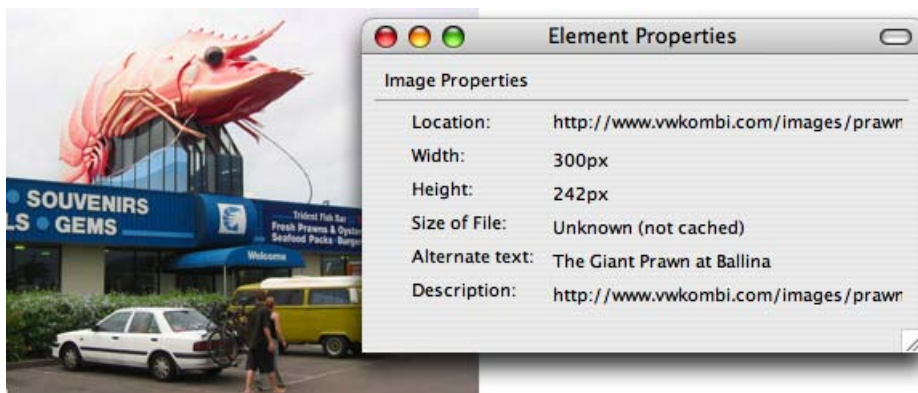 SOUVENIRS
LS GEMS
Trident Fish Bar
Fresh Prawns & Oyster
Seafood Packs Burge
Welcome
Element Properties
Image Properties
Location: http://www.vwkombi.com/images/prawn
Width: 300px
Height: 242px
Size of File: Unknown (not cached)
Alternate text: The Giant Prawn at Ballina
Description: http://www.vwkombi.com/images/prawn